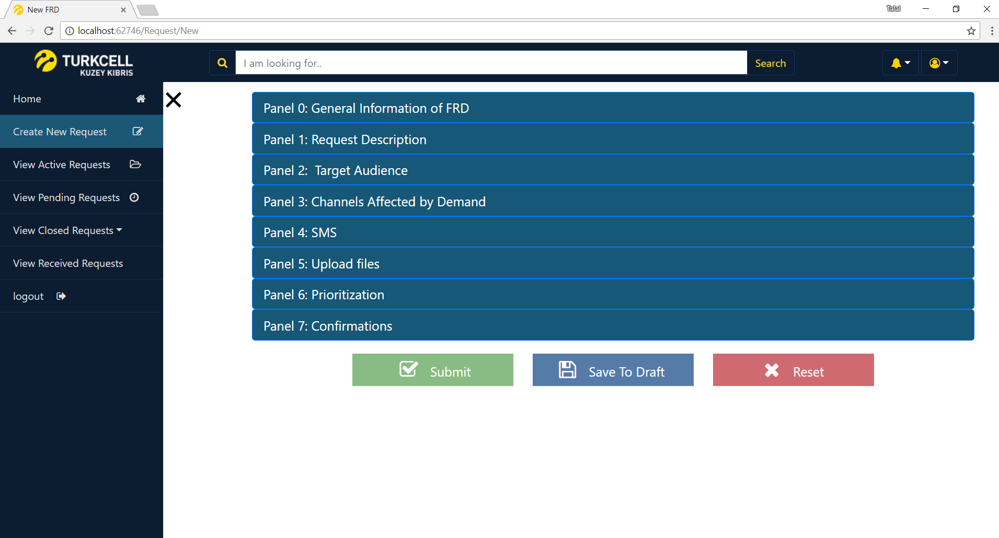 New FRD
Talal
localhost:62746/Request/New
TURKCELL
KUZEY KIBRIS
I am looking for..
Search
Home
Create New Request
View Active Requests
View Pending Requests
View Closed Requests
View Received Requests
logout
Panel 0: General Information of FRD
Panel 1: Request Description
Panel 2:  Target Audience
Panel 3: Channels Affected by Demand
Panel 4: SMS
Panel 5: Upload files
Panel 6: Prioritization
Panel 7: Confirmations
Submit
Save To Draft
Reset